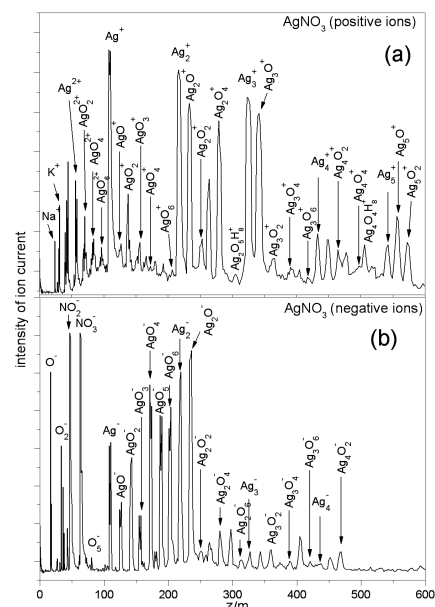 AgNO₃ (positive ions)
(a)
Na⁺
K⁺
Ag²⁺
AgO₂²⁺
AgO₄²⁺
AgO₆²⁺
Ag⁺
AgO⁺
AgO₂⁺
AgO₃⁺
AgO₄⁺
AgO₆⁺
Ag₂⁺
Ag₂O⁺
Ag₂O₂⁺
Ag₂O₄⁺
Ag₂O₅H₈⁺
Ag₃⁺
Ag₃O⁺
Ag₃O₂⁺
Ag₃O₄⁺
Ag₃O₆⁺
Ag₄⁺
Ag₄O₂⁺
Ag₄O₄⁺
Ag₄O₄H₈⁺
Ag₅⁺
Ag₅O⁺
Ag₅O₂⁺
intensity of ion current
AgNO₃ (negative ions)
(b)
O⁻
O₂⁻
NO₂⁻
NO₃⁻
O₅⁻
Ag⁻
AgO⁻
AgO₂⁻
AgO₃⁻
AgO₄⁻
AgO₅⁻
AgO₆⁻
Ag₂⁻
Ag₂O⁻
Ag₂O₂⁻
Ag₂O₄⁻
Ag₂O₆⁻
Ag₃⁻
Ag₃O₂⁻
Ag₃O₄⁻
Ag₃O₆⁻
Ag₄⁻
Ag₄O₂⁻
0 100 200 300 400 500 600
z/m